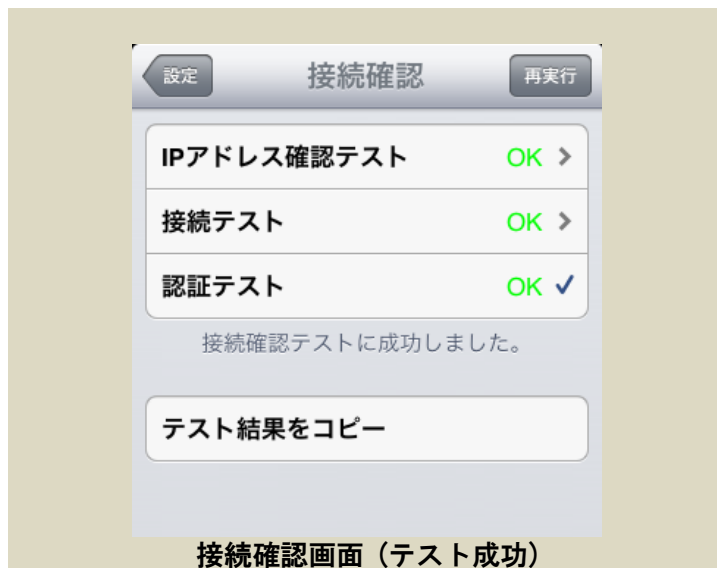 設定 接続確認 再実行
IPアドレス確認テスト OK
接続テスト OK
認証テスト OK
接続確認テストに成功しました。
テスト結果をコピー
接続確認画面（テスト成功）